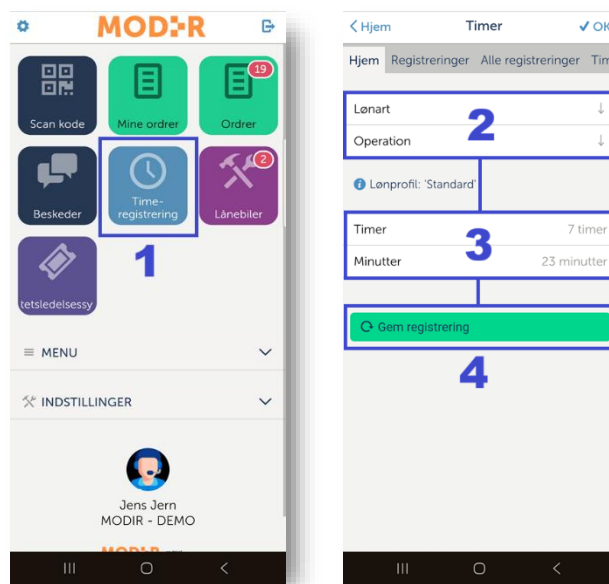 MODIR
Scan kode
Mine ordrer
19
Ordrer
Beskeder
Time-
registrering
2
Lånebiler
tetsledelsessy
1
MENU
INDSTILLINGER
Jens Jern
MODIR - DEMO
Hjem
Timer
OK
Hjem Registreringer Alle registreringer Tim
Lønart
2
Operation
Lønprofil: 'Standard'
Timer
7 timer
3
Minutter
23 minutter
Gem registrering
4